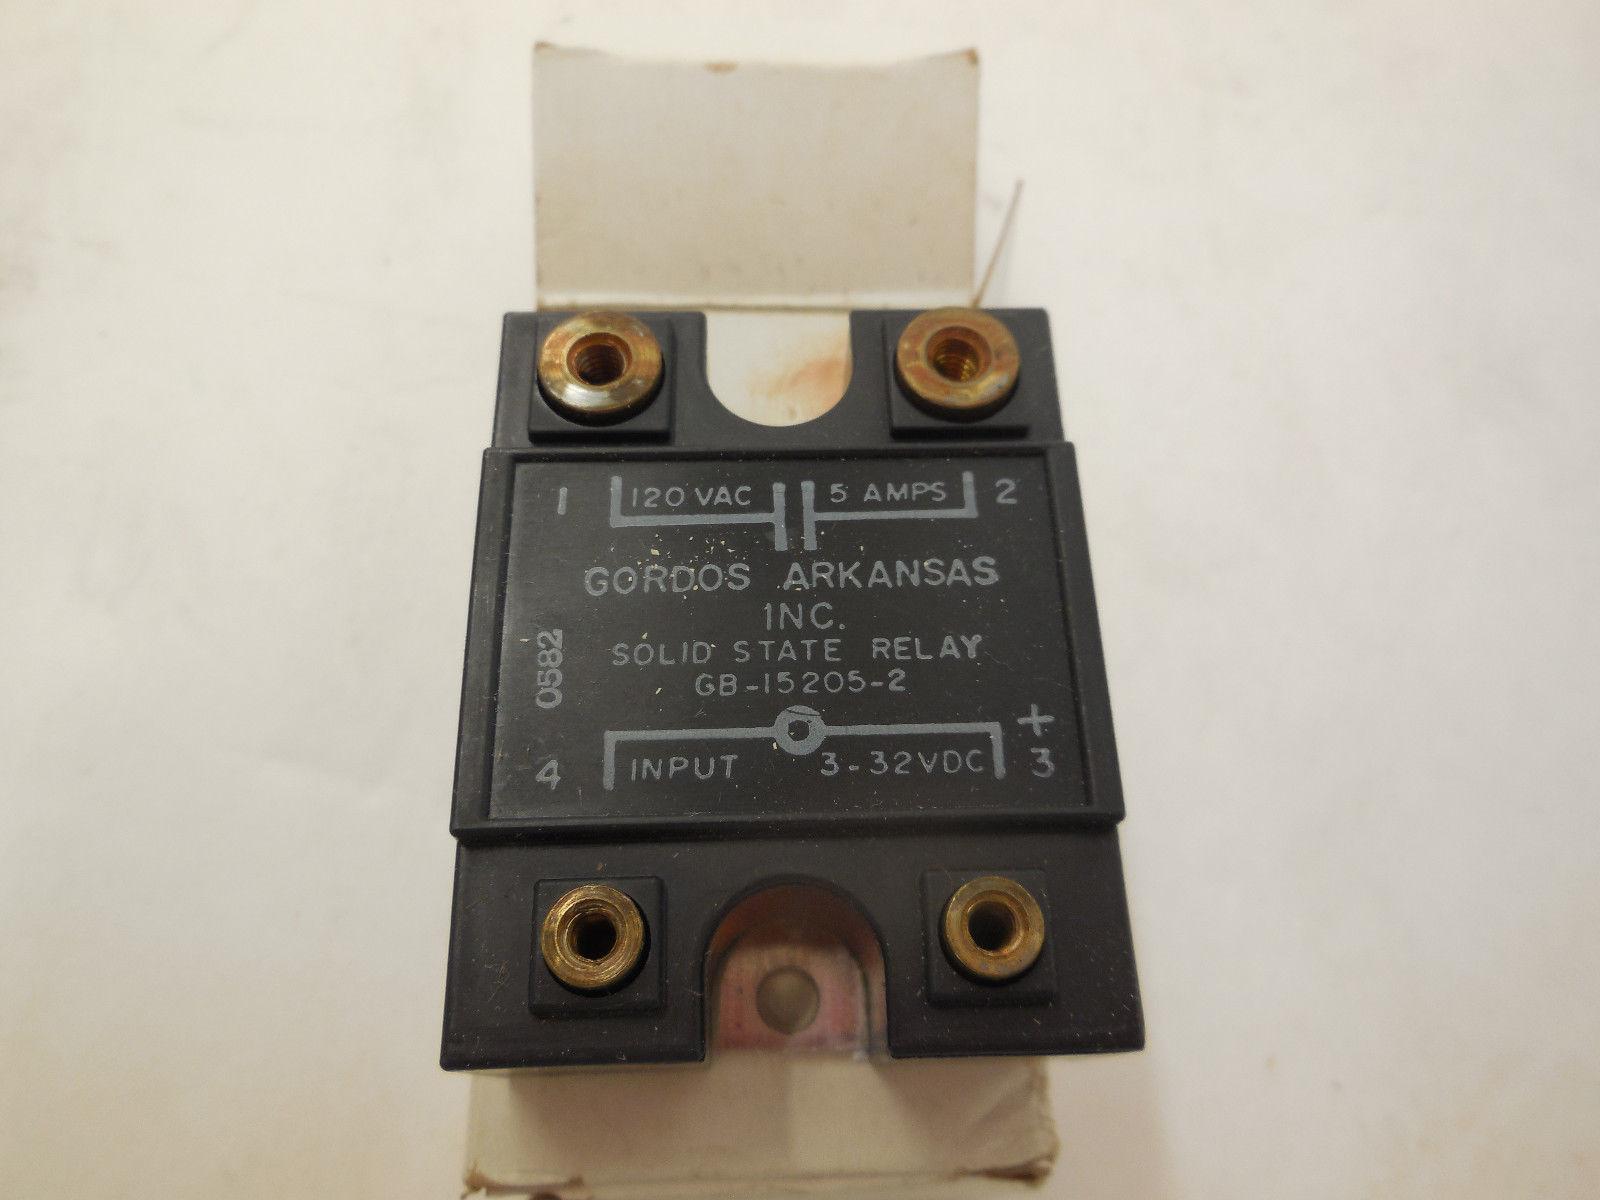 1 120 VAC 5 AMPS 2
GORDOS ARKANSAS
INC.
SOLID STATE RELAY
GB-15205-2
0582
+
4 INPUT 3-32VDC 3